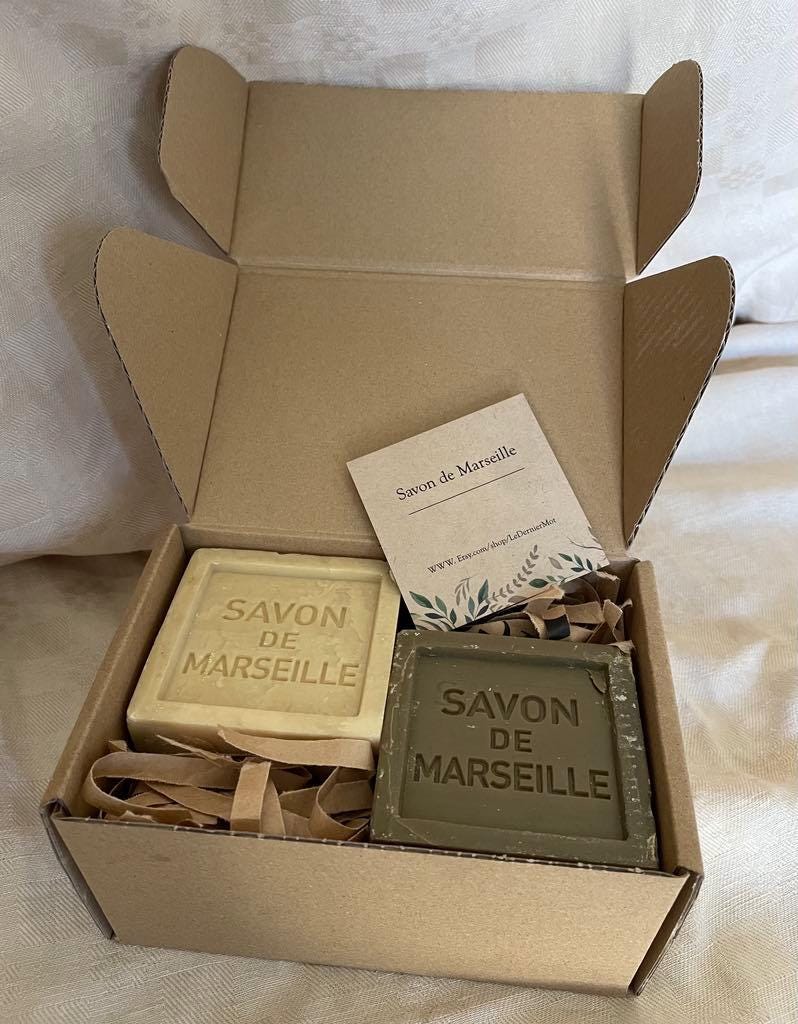 Savon de Marseille
WWW. Etsy.com/shop/LeDernierMot
SAVON
DE
MARSEILLE
SAVON
DE
MARSEILLE